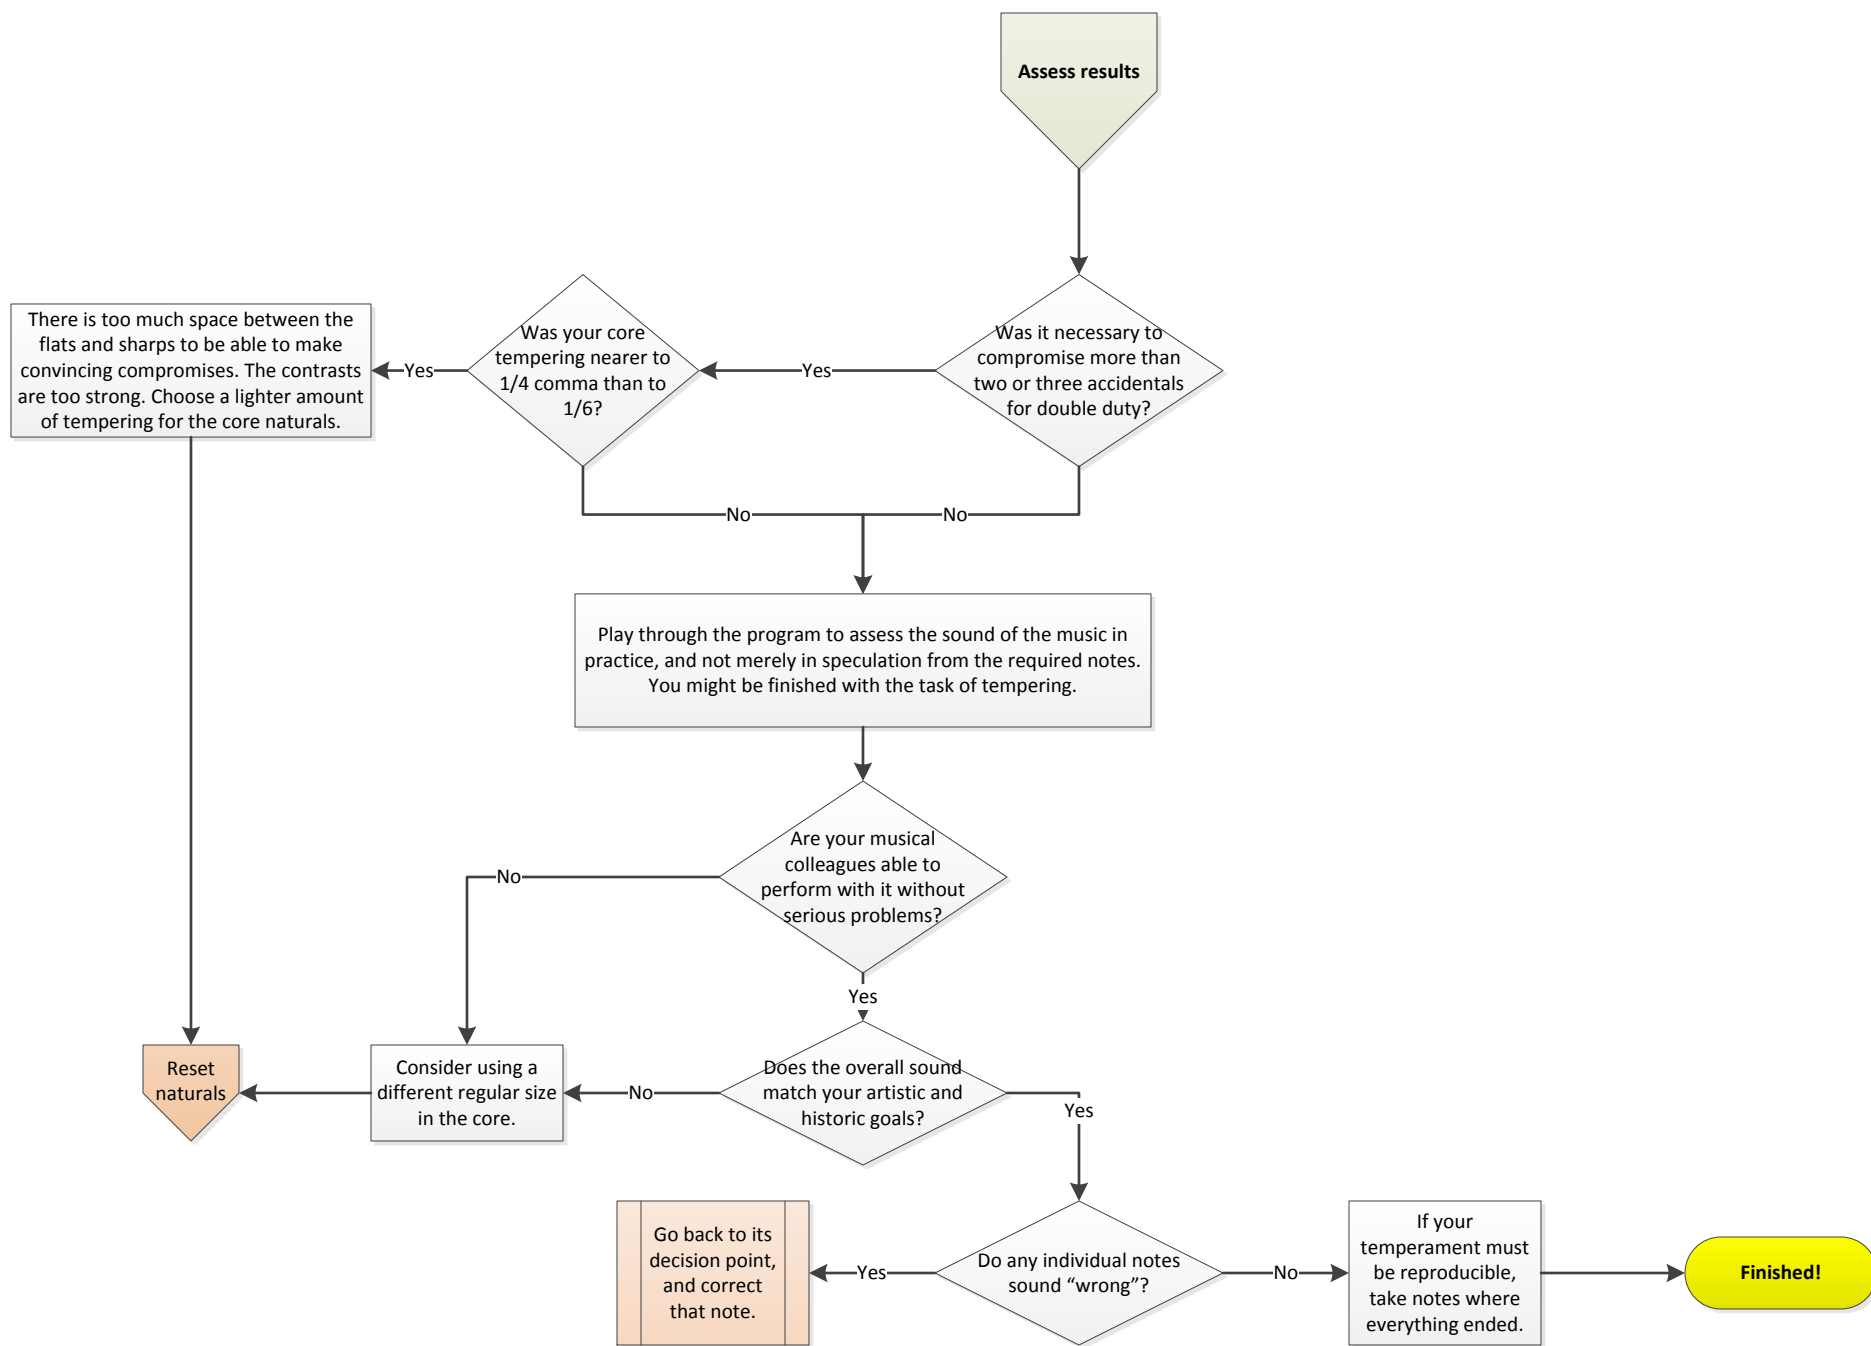 Assess results
Was it necessary to
compromise more than
two or three accidentals
for double duty?
Yes
Was your core
tempering nearer to
1/4 comma than to
1/6?
Yes
There is too much space between the
flats and sharps to be able to make
convincing compromises. The contrasts
are too strong. Choose a lighter amount
of tempering for the core naturals.
No
No
Play through the program to assess the sound of the music in
practice, and not merely in speculation from the required notes.
You might be finished with the task of tempering.
Are your musical
colleagues able to
perform with it without
serious problems?
No
Yes
Does the overall sound
match your artistic and
historic goals?
No
Consider using a
different regular size
in the core.
Reset
naturals
Yes
Do any individual notes
sound “wrong”?
Yes
Go back to its
decision point,
and correct
that note.
No
If your
temperament must
be reproducible,
take notes where
everything ended.
Finished!